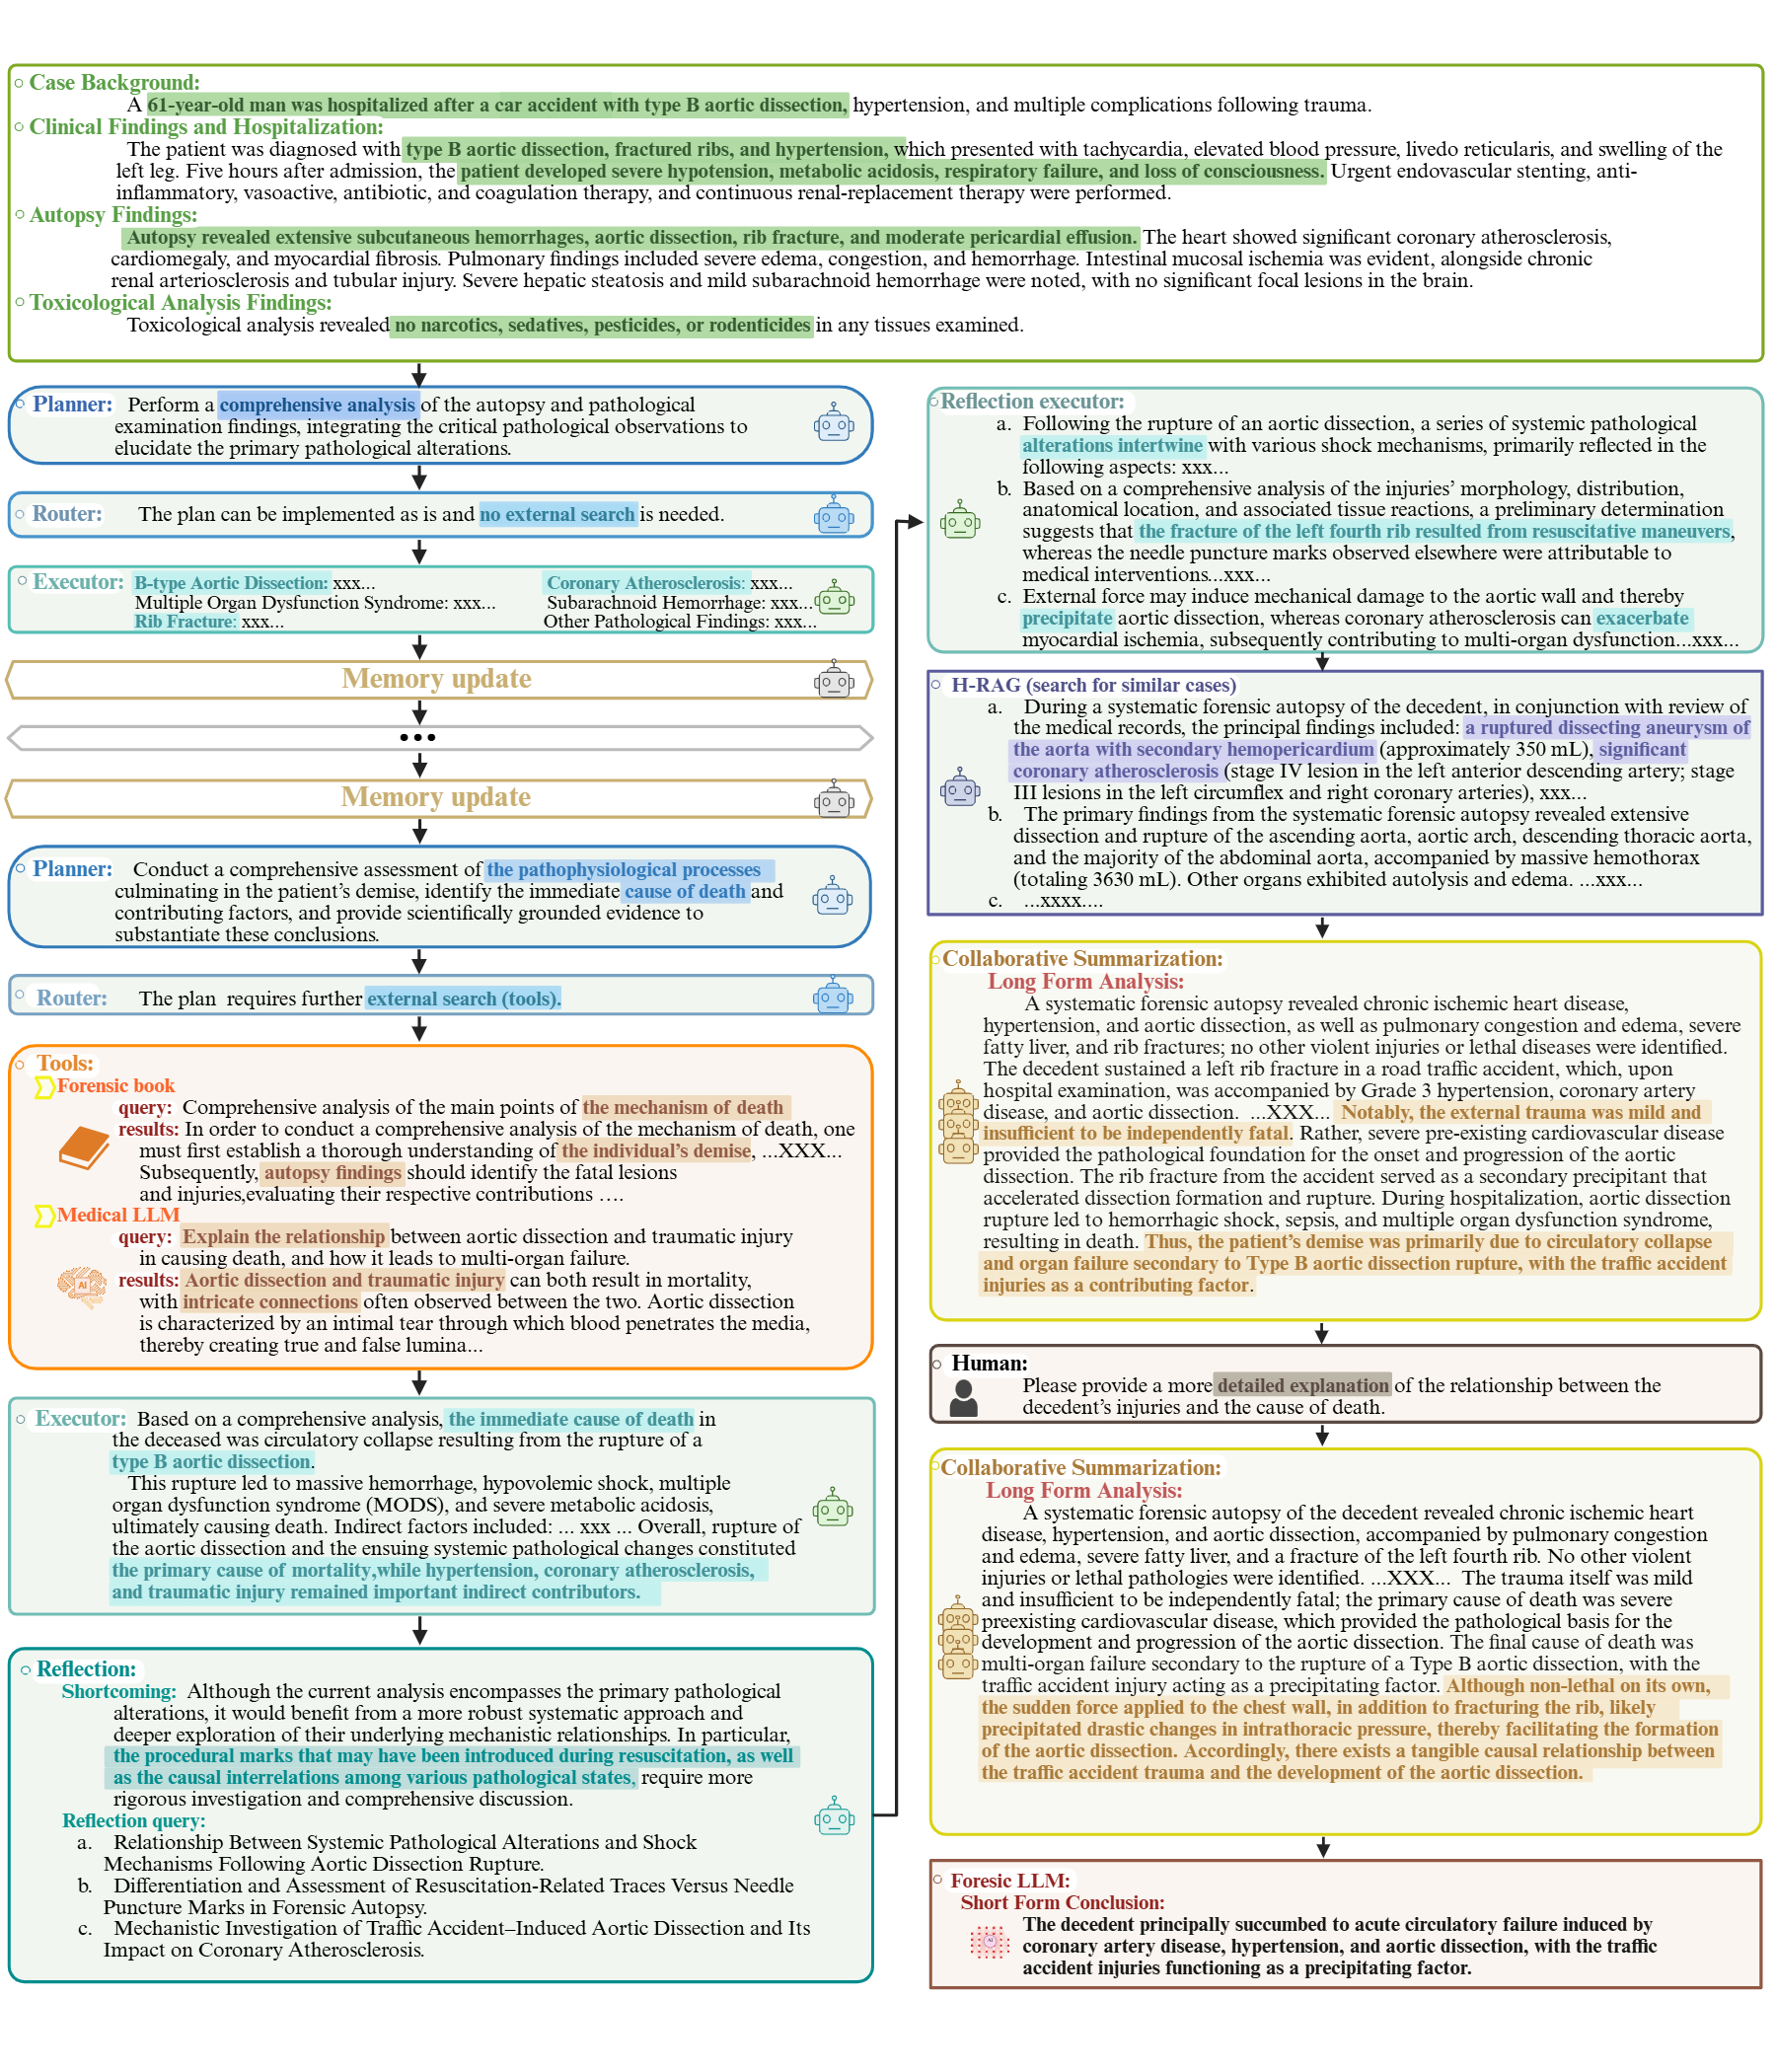 Case Background:
A 61-year-old man was hospitalized after a car accident with type B aortic dissection, hypertension, and multiple complications following trauma.
Clinical Findings and Hospitalization:
The patient was diagnosed with type B aortic dissection, fractured ribs, and hypertension, which presented with tachycardia, elevated blood pressure, livedo reticularis, and swelling of the
left leg. Five hours after admission, the patient developed severe hypotension, metabolic acidosis, respiratory failure, and loss of consciousness. Urgent endovascular stenting, anti-
inflammatory, vasoactive, antibiotic, and coagulation therapy, and continuous renal-replacement therapy were performed.
Autopsy Findings:
Autopsy revealed extensive subcutaneous hemorrhages, aortic dissection, rib fracture, and moderate pericardial effusion. The heart showed significant coronary atherosclerosis,
cardiomegaly, and myocardial fibrosis. Pulmonary findings included severe edema, congestion, and hemorrhage. Intestinal mucosal ischemia was evident, alongside chronic
renal arteriosclerosis and tubular injury. Severe hepatic steatosis and mild subarachnoid hemorrhage were noted, with no significant focal lesions in the brain.
Toxicological Analysis Findings:
Toxicological analysis revealed no narcotics, sedatives, pesticides, or rodenticides in any tissues examined.
Planner: Perform a comprehensive analysis of the autopsy and pathological
examination findings, integrating the critical pathological observations to
elucidate the primary pathological alterations.
Router: The plan can be implemented as is and no external search is needed.
Executor: B-type Aortic Dissection: xxx... Coronary Atherosclerosis: xxx...
Multiple Organ Dysfunction Syndrome: xxx... Subarachnoid Hemorrhage: xxx...
Rib Fracture: xxx... Other Pathological Findings: xxx...
Memory update
•••
Memory update
Planner: Conduct a comprehensive assessment of the pathophysiological processes
culminating in the patient's demise, identify the immediate cause of death and
contributing factors, and provide scientifically grounded evidence to
substantiate these conclusions.
Router: The plan requires further external search (tools).
Tools:
Forensic book
query: Comprehensive analysis of the main points of the mechanism of death
results: In order to conduct a comprehensive analysis of the mechanism of death, one
must first establish a thorough understanding of the individual's demise, ...XXX...
Subsequently, autopsy findings should identify the fatal lesions
and injuries,evaluating their respective contributions ….
Medical LLM
query: Explain the relationship between aortic dissection and traumatic injury
in causing death, and how it leads to multi-organ failure.
AI
results: Aortic dissection and traumatic injury can both result in mortality,
with intricate connections often observed between the two. Aortic dissection
is characterized by an intimal tear through which blood penetrates the media,
thereby creating true and false lumina...
Executor: Based on a comprehensive analysis, the immediate cause of death in
the deceased was circulatory collapse resulting from the rupture of a
type B aortic dissection.
This rupture led to massive hemorrhage, hypovolemic shock, multiple
organ dysfunction syndrome (MODS), and severe metabolic acidosis,
ultimately causing death. Indirect factors included: ... xxx ... Overall, rupture of
the aortic dissection and the ensuing systemic pathological changes constituted
the primary cause of mortality,while hypertension, coronary atherosclerosis,
and traumatic injury remained important indirect contributors.
Reflection:
Shortcoming: Although the current analysis encompasses the primary pathological
alterations, it would benefit from a more robust systematic approach and
deeper exploration of their underlying mechanistic relationships. In particular,
the procedural marks that may have been introduced during resuscitation, as well
as the causal interrelations among various pathological states, require more
rigorous investigation and comprehensive discussion.
Reflection query:
a. Relationship Between Systemic Pathological Alterations and Shock
Mechanisms Following Aortic Dissection Rupture.
b. Differentiation and Assessment of Resuscitation-Related Traces Versus Needle
Puncture Marks in Forensic Autopsy.
c. Mechanistic Investigation of Traffic Accident–Induced Aortic Dissection and Its
Impact on Coronary Atherosclerosis.
Reflection executor:
a. Following the rupture of an aortic dissection, a series of systemic pathological
alterations intertwine with various shock mechanisms, primarily reflected in the
following aspects: xxx...
b. Based on a comprehensive analysis of the injuries' morphology, distribution,
anatomical location, and associated tissue reactions, a preliminary determination
suggests that the fracture of the left fourth rib resulted from resuscitative maneuvers,
whereas the needle puncture marks observed elsewhere were attributable to
medical interventions...xxx...
c. External force may induce mechanical damage to the aortic wall and thereby
precipitate aortic dissection, whereas coronary atherosclerosis can exacerbate
myocardial ischemia, subsequently contributing to multi-organ dysfunction...xxx...
H-RAG (search for similar cases)
a. During a systematic forensic autopsy of the decedent, in conjunction with review of
the medical records, the principal findings included: a ruptured dissecting aneurysm of
the aorta with secondary hemopericardium (approximately 350 mL), significant
coronary atherosclerosis (stage IV lesion in the left anterior descending artery; stage
III lesions in the left circumflex and right coronary arteries), xxx...
b. The primary findings from the systematic forensic autopsy revealed extensive
dissection and rupture of the ascending aorta, aortic arch, descending thoracic aorta,
and the majority of the abdominal aorta, accompanied by massive hemothorax
(totaling 3630 mL). Other organs exhibited autolysis and edema. ...xxx...
c. ...xxxx....
Collaborative Summarization:
Long Form Analysis:
A systematic forensic autopsy revealed chronic ischemic heart disease,
hypertension, and aortic dissection, as well as pulmonary congestion and edema, severe
fatty liver, and rib fractures; no other violent injuries or lethal diseases were identified.
The decedent sustained a left rib fracture in a road traffic accident, which, upon
hospital examination, was accompanied by Grade 3 hypertension, coronary artery
disease, and aortic dissection. ...XXX... Notably, the external trauma was mild and
insufficient to be independently fatal. Rather, severe pre-existing cardiovascular disease
provided the pathological foundation for the onset and progression of the aortic
dissection. The rib fracture from the accident served as a secondary precipitant that
accelerated dissection formation and rupture. During hospitalization, aortic dissection
rupture led to hemorrhagic shock, sepsis, and multiple organ dysfunction syndrome,
resulting in death. Thus, the patient's demise was primarily due to circulatory collapse
and organ failure secondary to Type B aortic dissection rupture, with the traffic accident
injuries as a contributing factor.
Human:
Please provide a more detailed explanation of the relationship between the
decedent's injuries and the cause of death.
Collaborative Summarization:
Long Form Analysis:
A systematic forensic autopsy of the decedent revealed chronic ischemic heart
disease, hypertension, and aortic dissection, accompanied by pulmonary congestion
and edema, severe fatty liver, and a fracture of the left fourth rib. No other violent
injuries or lethal pathologies were identified. ...XXX... The trauma itself was mild
and insufficient to be independently fatal; the primary cause of death was severe
preexisting cardiovascular disease, which provided the pathological basis for the
development and progression of the aortic dissection. The final cause of death was
multi-organ failure secondary to the rupture of a Type B aortic dissection, with the
traffic accident injury acting as a precipitating factor. Although non-lethal on its own,
the sudden force applied to the chest wall, in addition to fracturing the rib, likely
precipitated drastic changes in intrathoracic pressure, thereby facilitating the formation
of the aortic dissection. Accordingly, there exists a tangible causal relationship between
the traffic accident trauma and the development of the aortic dissection.
Foresic LLM:
Short Form Conclusion:
AI
The decedent principally succumbed to acute circulatory failure induced by
coronary artery disease, hypertension, and aortic dissection, with the traffic
accident injuries functioning as a precipitating factor.